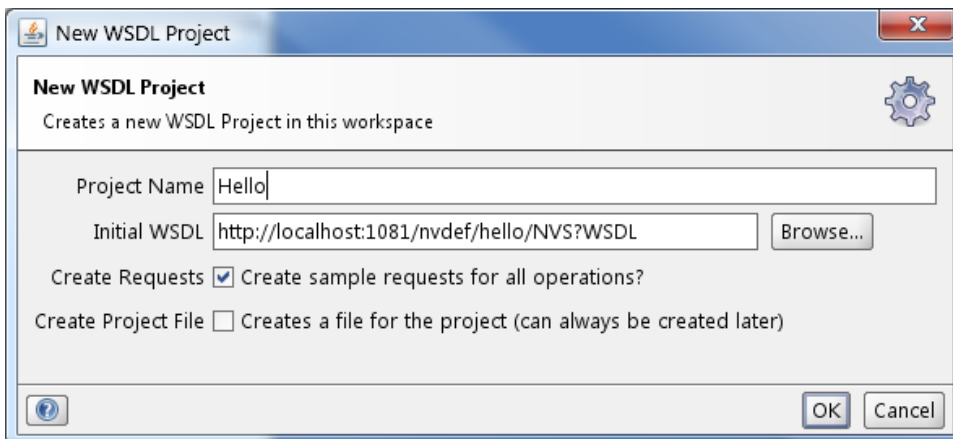 New WSDL Project
New WSDL Project
Creates a new WSDL Project in this workspace
Project Name Hello
Initial WSDL http://localhost:1081/nvdef/hello/NVS?WSDL Browse...
Create Requests Create sample requests for all operations?
Create Project File Creates a file for the project (can always be created later)
? OK Cancel